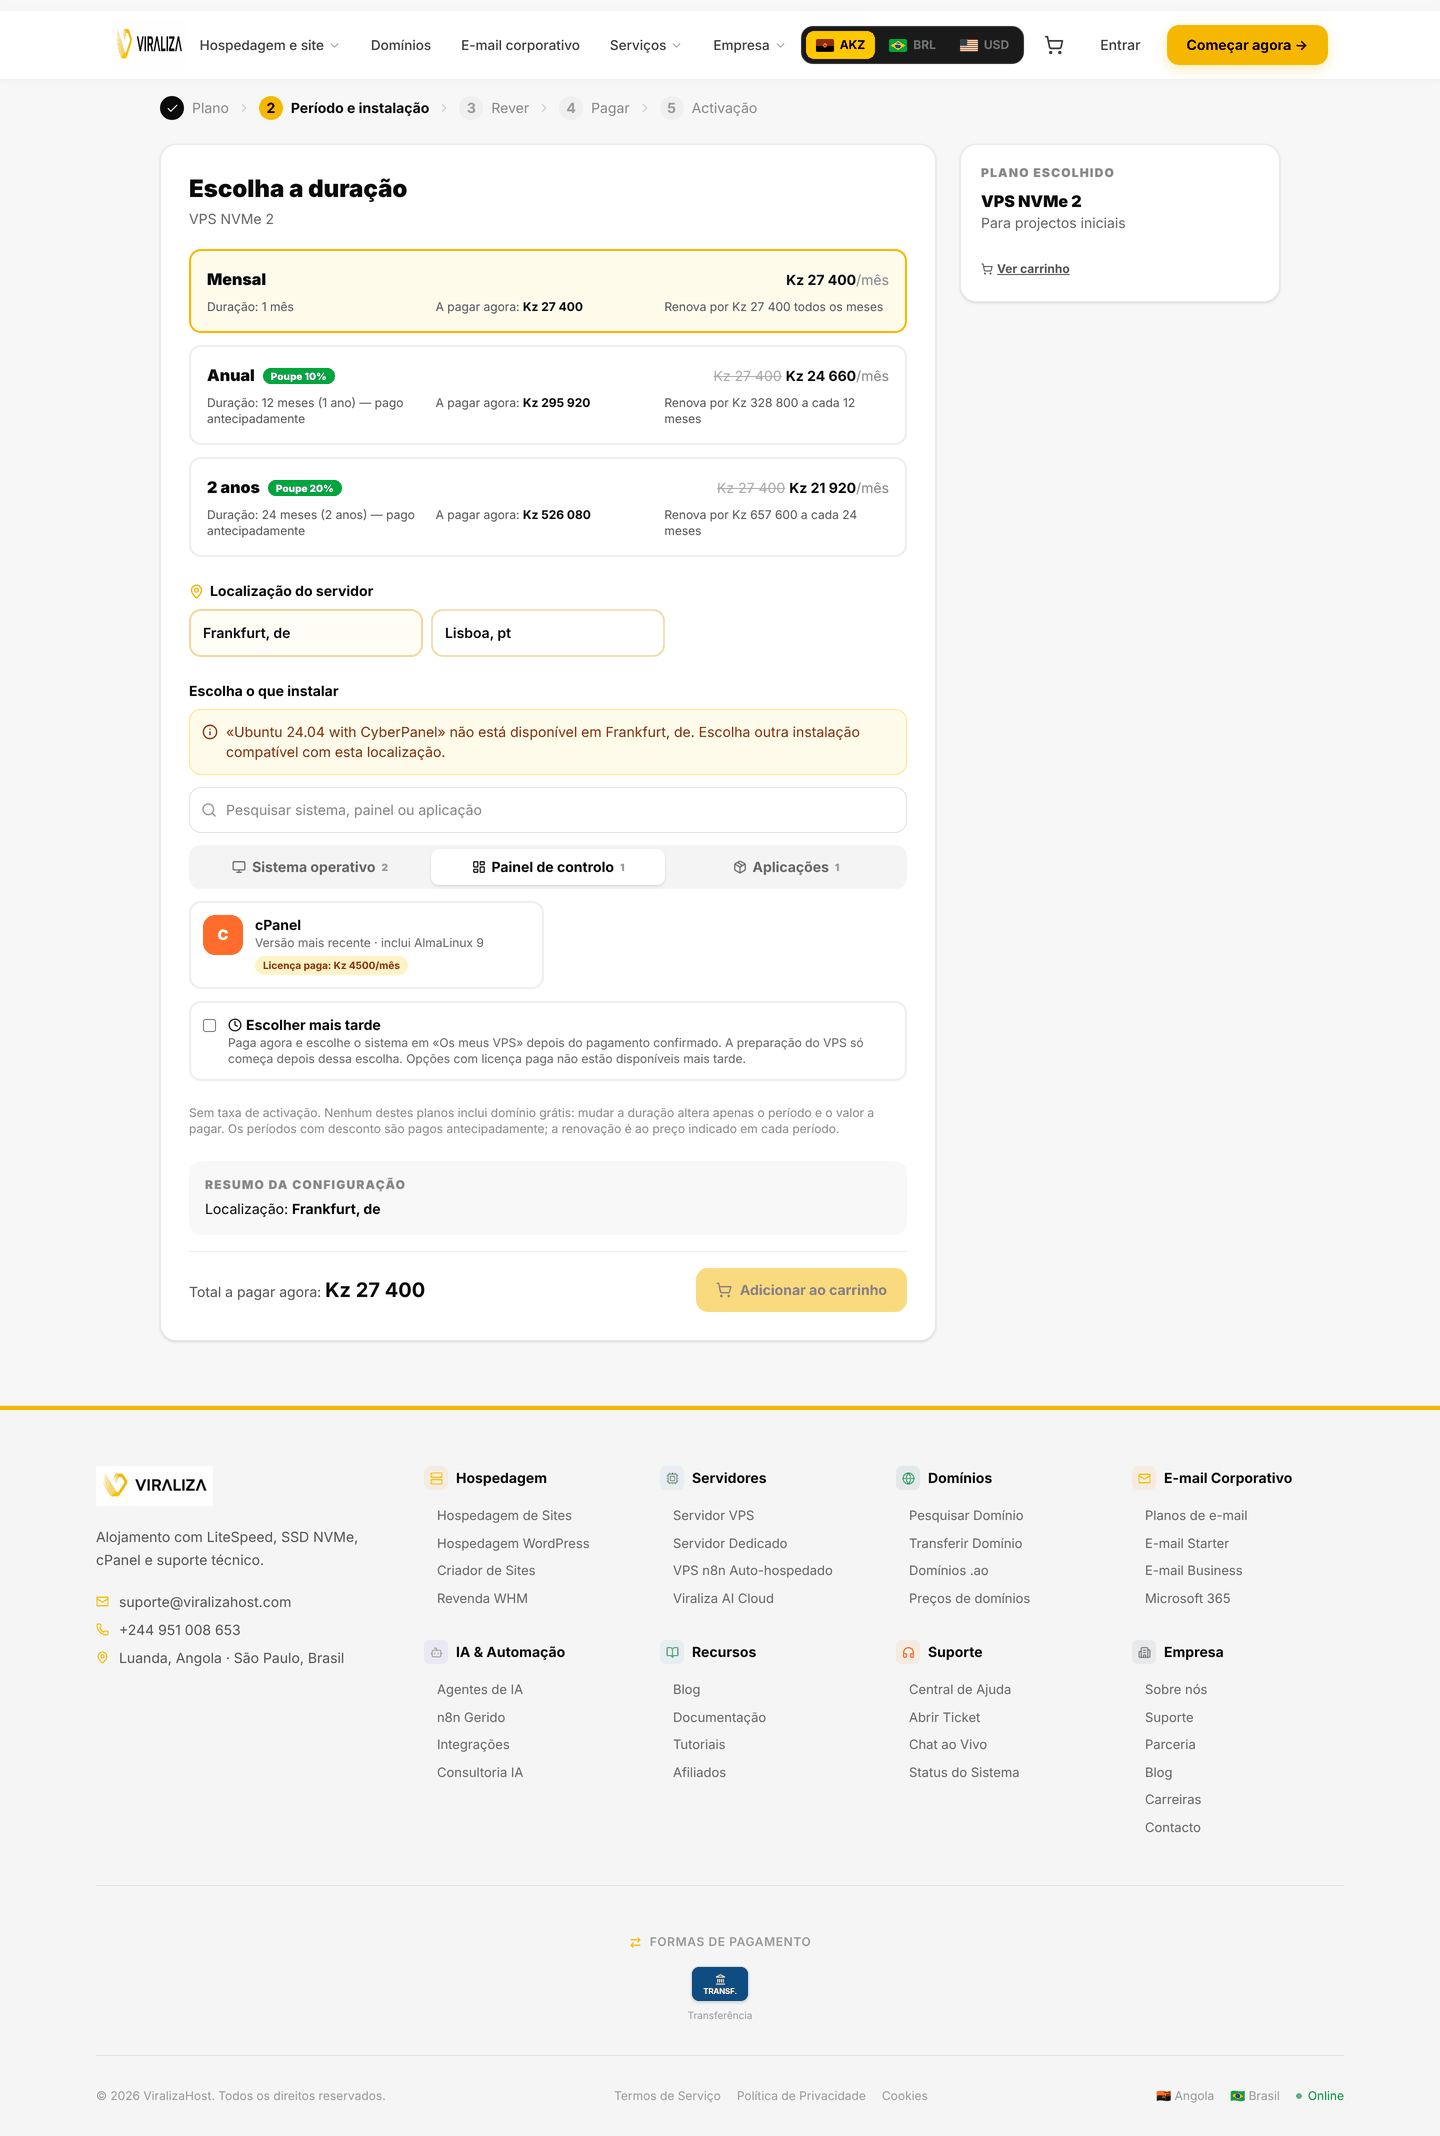 VIRALIZA
Hospedagem e site
Domínios
E-mail corporativo
Serviços
Empresa
AKZ
BRL
USD
Entrar
Começar agora →
Plano
2 Período e instalação
3 Rever
4 Pagar
5 Activação
Escolha a duração
VPS NVMe 2
Mensal
Kz 27 400/mês
Duração: 1 mês
A pagar agora: Kz 27 400
Renova por Kz 27 400 todos os meses
Anual Poupe 10%
Kz 27 400 Kz 24 660/mês
Duração: 12 meses (1 ano) — pago
antecipadamente
A pagar agora: Kz 295 920
Renova por Kz 328 800 a cada 12
meses
2 anos Poupe 20%
Kz 27 400 Kz 21 920/mês
Duração: 24 meses (2 anos) — pago
antecipadamente
A pagar agora: Kz 526 080
Renova por Kz 657 600 a cada 24
meses
Localização do servidor
Frankfurt, de
Lisboa, pt
Escolha o que instalar
«Ubuntu 24.04 with CyberPanel» não está disponível em Frankfurt, de. Escolha outra instalação
compatível com esta localização.
Pesquisar sistema, painel ou aplicação
Sistema operativo 2
Painel de controlo 1
Aplicações 1
C
cPanel
Versão mais recente · inclui AlmaLinux 9
Licença paga: Kz 4500/mês
Escolher mais tarde
Paga agora e escolhe o sistema em «Os meus VPS» depois do pagamento confirmado. A preparação do VPS só
começa depois dessa escolha. Opções com licença paga não estão disponíveis mais tarde.
Sem taxa de activação. Nenhum destes planos inclui domínio grátis: mudar a duração altera apenas o período e o valor a
pagar. Os períodos com desconto são pagos antecipadamente; a renovação é ao preço indicado em cada período.
RESUMO DA CONFIGURAÇÃO
Localização: Frankfurt, de
Total a pagar agora: Kz 27 400
Adicionar ao carrinho
PLANO ESCOLHIDO
VPS NVMe 2
Para projectos iniciais
Ver carrinho
VIRALIZA
Alojamento com LiteSpeed, SSD NVMe,
cPanel e suporte técnico.
suporte@viralizahost.com
+244 951 008 653
Luanda, Angola · São Paulo, Brasil
Hospedagem
Hospedagem de Sites
Hospedagem WordPress
Criador de Sites
Revenda WHM
Servidores
Servidor VPS
Servidor Dedicado
VPS n8n Auto-hospedado
Viraliza AI Cloud
Domínios
Pesquisar Domínio
Transferir Domínio
Domínios .ao
Preços de domínios
E-mail Corporativo
Planos de e-mail
E-mail Starter
E-mail Business
Microsoft 365
IA & Automação
Agentes de IA
n8n Gerido
Integrações
Consultoria IA
Recursos
Blog
Documentação
Tutoriais
Afiliados
Suporte
Central de Ajuda
Abrir Ticket
Chat ao Vivo
Status do Sistema
Empresa
Sobre nós
Suporte
Parceria
Blog
Carreiras
Contacto
FORMAS DE PAGAMENTO
TRANSF.
Transferência
© 2026 ViralizaHost. Todos os direitos reservados.
Termos de Serviço
Política de Privacidade
Cookies
Angola
Brasil
Online